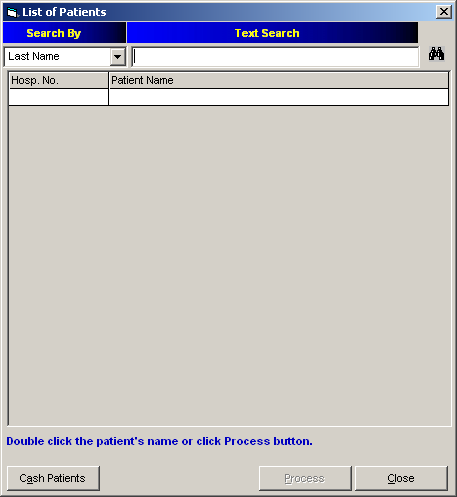 List of Patients
Search By Text Search
Last Name
Hosp. No. Patient Name
Double click the patient's name or click Process button.
Cash Patients Process Close